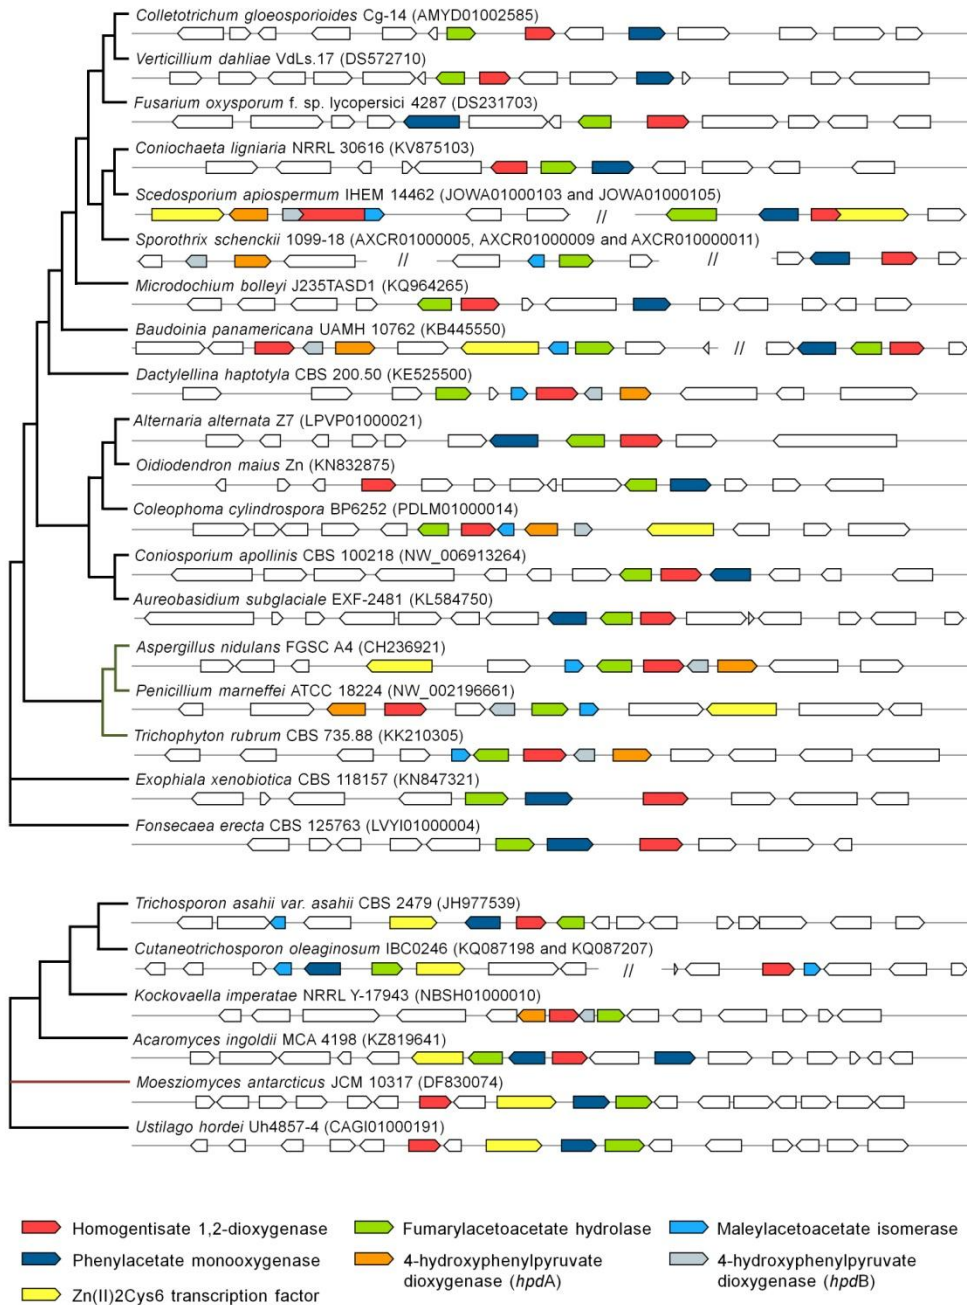 Colletotrichum gloeosporioides Cg-14 (AMYD01002585)
Verticillium dahliae VdLs.17 (DS572710)
Fusarium oxysporum f. sp. lycopersici 4287 (DS231703)
Coniochaeta ligniaria NRRL 30616 (KV875103)
Scedosporium apiospermum IHEM 14462 (JOWA01000103 and JOWA01000105)
//
Sporothrix schenckii 1099-18 (AXCR01000005, AXCR01000009 and AXCR010000011)
// //
Microdochium bolleyi J235TASD1 (KQ964265)
Baudoinia panamericana UAMH 10762 (KB445550)
//
Dactylellina haptotyla CBS 200.50 (KE525500)
Alternaria alternata Z7 (LPVP01000021)
Oidiodendron maius Zn (KN832875)
Coleophoma cylindrospora BP6252 (PDLM01000014)
Coniosporium apollinis CBS 100218 (NW_006913264)
Aureobasidium subglaciale EXF-2481 (KL584750)
Aspergillus nidulans FGSC A4 (CH236921)
Penicillium marneffei ATCC 18224 (NW_002196661)
Trichophyton rubrum CBS 735.88 (KK210305)
Exophiala xenobiotica CBS 118157 (KN847321)
Fonsecaea erecta CBS 125763 (LVYI01000004)
Trichosporon asahii var. asahii CBS 2479 (JH977539)
Cutaneotrichosporon oleaginosum IBC0246 (KQ087198 and KQ087207)
//
Kockovaella imperatae NRRL Y-17943 (NBSH01000010)
Acaromyces ingoldii MCA 4198 (KZ819641)
Moesziomyces antarcticus JCM 10317 (DF830074)
Ustilago hordei Uh4857-4 (CAGI01000191)
Homogentisate 1,2-dioxygenase Fumarylacetoacetate hydrolase Maleylacetoacetate isomerase
Phenylacetate monooxygenase 4-hydroxyphenylpyruvate 4-hydroxyphenylpyruvate
dioxygenase (hpdA) dioxygenase (hpdB)
Zn(II)2Cys6 transcription factor